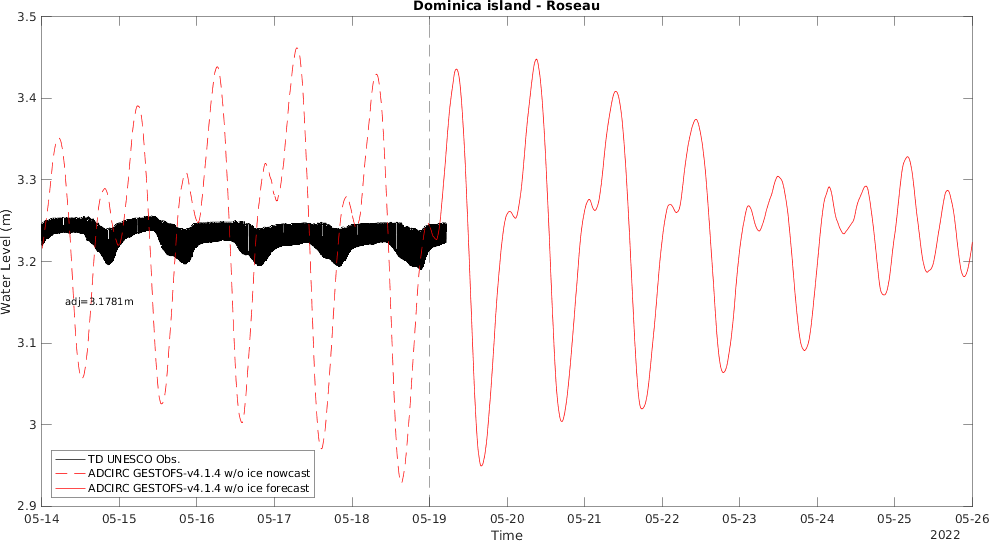 Dominica island - Roseau
3.5
3.4
3.3
3.2
3.1
3
2.9
Water Level (m)
adj=3.1781m
TD UNESCO Obs.
ADCIRC GESTOFS-v4.1.4 w/o ice nowcast
ADCIRC GESTOFS-v4.1.4 w/o ice forecast
05-14 05-15 05-16 05-17 05-18 05-19 05-20 05-21 05-22 05-23 05-24 05-25 05-26
Time
2022